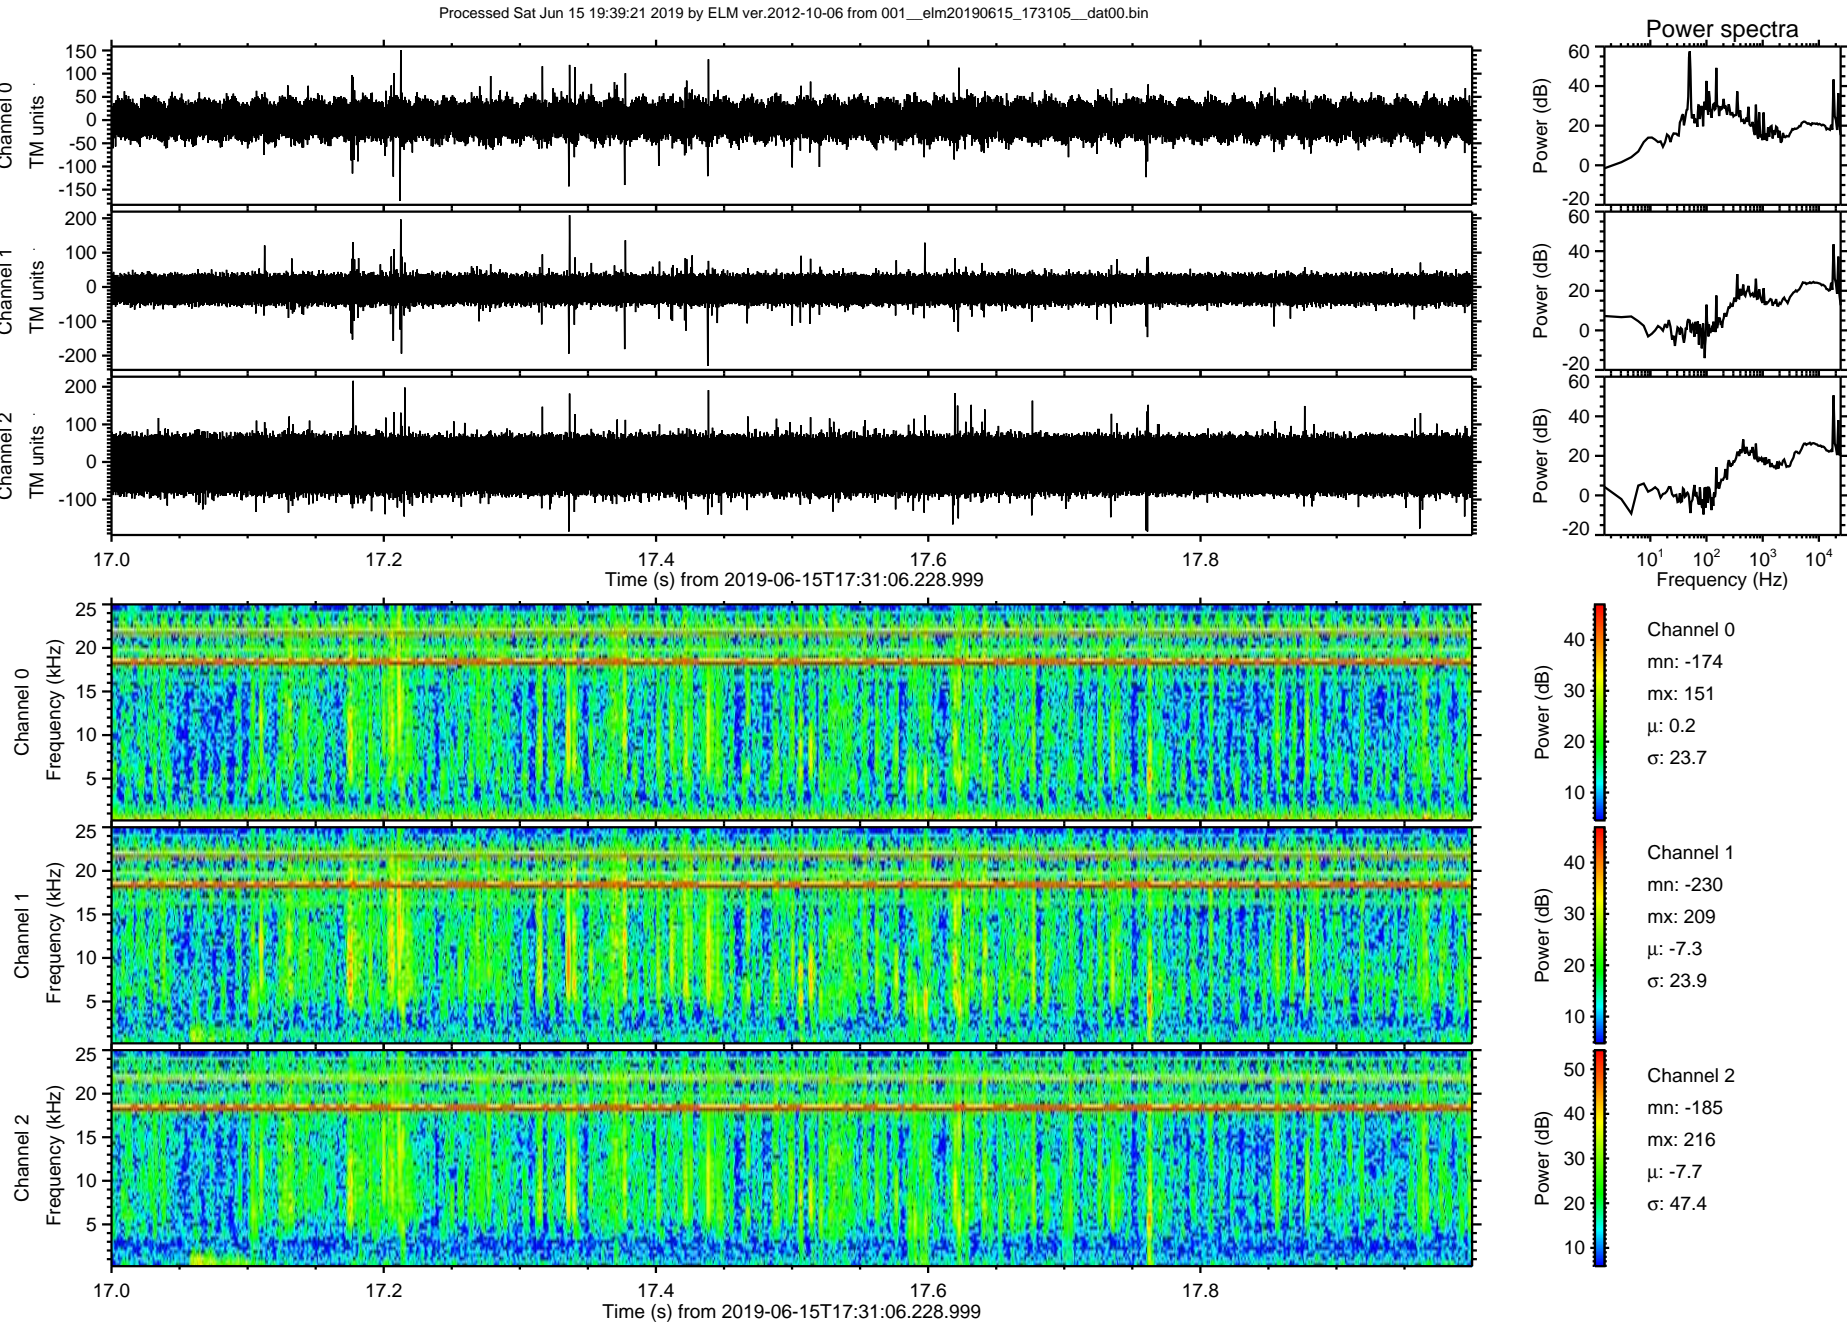 Processed Sat Jun 15 19:39:21 2019 by ELM ver.2012-10-06 from 001__elm20190615_173105__dat00.bin
Power spectra
Channel 0
TM units
150
100
50
0
-50
-100
-150
Power (dB)
60
40
20
0
-20
Channel 1
TM units
200
100
0
-100
-200
Power (dB)
60
40
20
0
-20
Channel 2
TM units
200
100
0
-100
Power (dB)
60
40
20
0
-20
17.0 17.2 17.4 17.6 17.8
Time (s) from 2019-06-15T17:31:06.228.999
10^1 10^2 10^3 10^4
Frequency (Hz)
Channel 0
Frequency (kHz)
25
20
15
10
5
Power (dB)
40
30
20
10
Channel 0
mn: -174
mx: 151
μ: 0.2
σ: 23.7
Channel 1
Frequency (kHz)
25
20
15
10
5
Power (dB)
40
30
20
10
Channel 1
mn: -230
mx: 209
μ: -7.3
σ: 23.9
Channel 2
Frequency (kHz)
25
20
15
10
5
Power (dB)
50
40
30
20
10
Channel 2
mn: -185
mx: 216
μ: -7.7
σ: 47.4
17.0 17.2 17.4 17.6 17.8
Time (s) from 2019-06-15T17:31:06.228.999